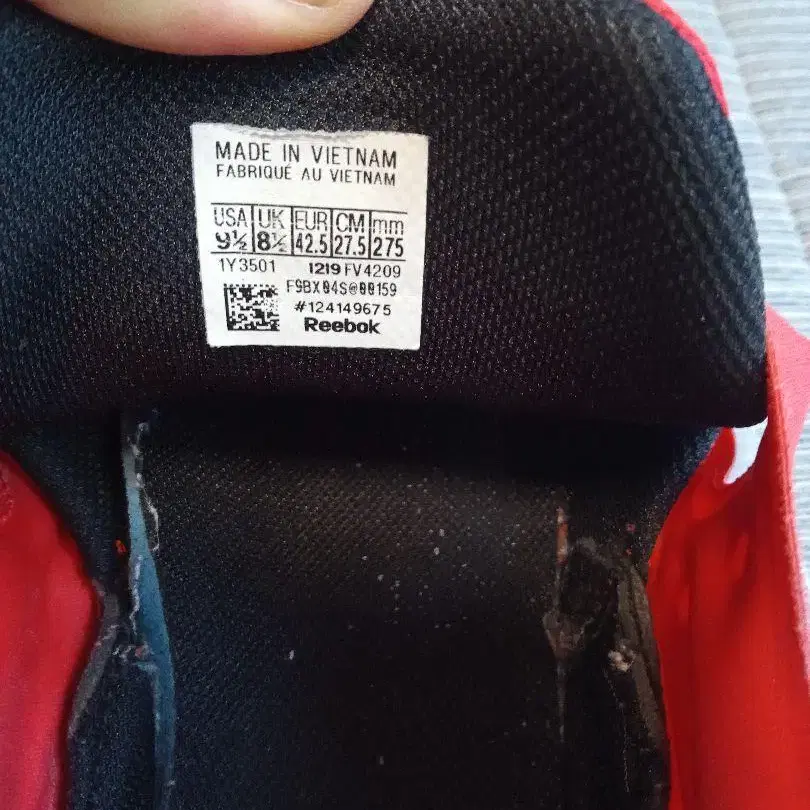 MADE IN VIETNAM
FABRIQUÉ AU VIETNAM
USA UK EUR CM mm
9½ 8½ 42.5 27.5 275
1Y3501 1219 FV4209
F9BX04S@00159
#124149675
Reebok